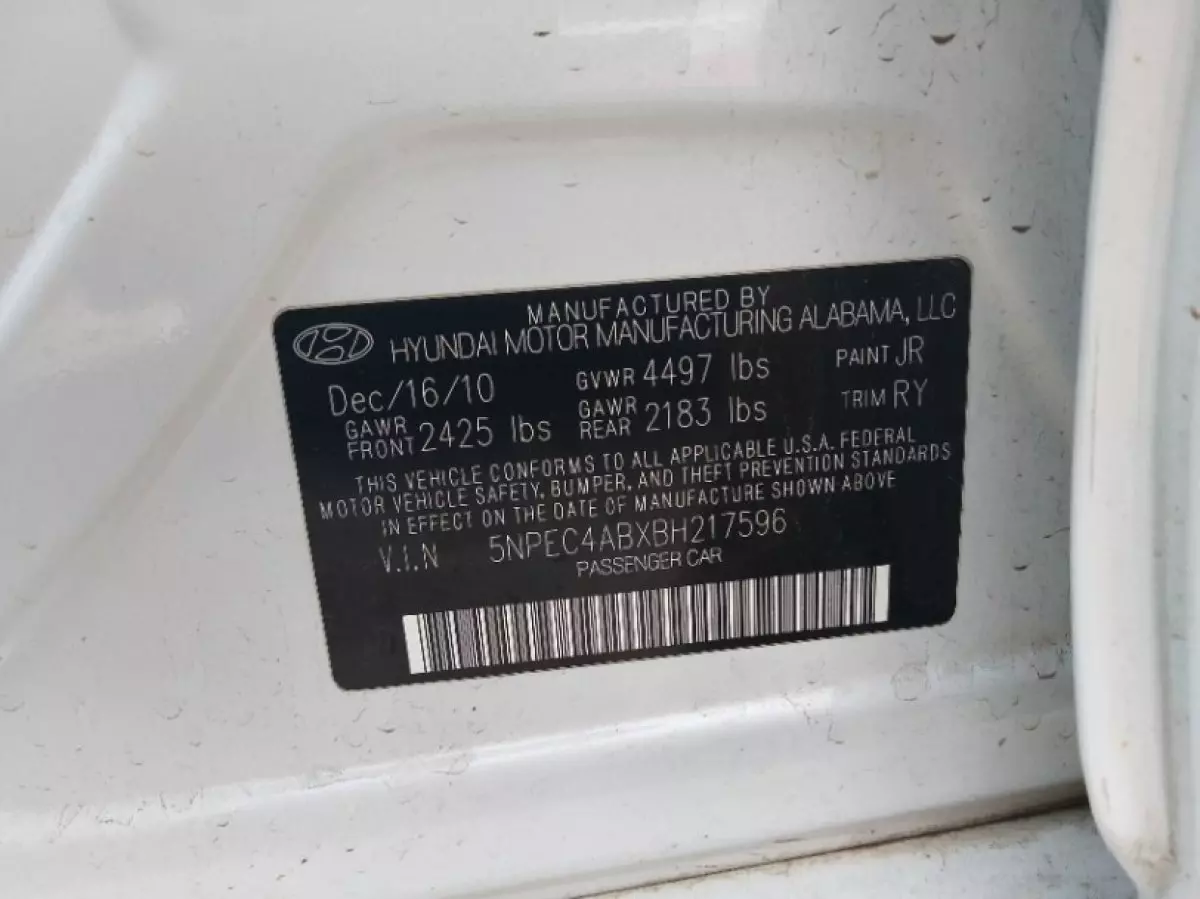 MANUFACTURED BY
HYUNDAI MOTOR MANUFACTURING ALABAMA, LLC
Dec/16/10 GVWR 4497 lbs PAINT JR
GAWR FRONT 2425 lbs GAWR REAR 2183 lbs TRIM RY
THIS VEHICLE CONFORMS TO ALL APPLICABLE U.S.A. FEDERAL
MOTOR VEHICLE SAFETY, BUMPER, AND THEFT PREVENTION STANDARDS
IN EFFECT ON THE DATE OF MANUFACTURE SHOWN ABOVE
V.I.N 5NPEC4ABXBH217596
PASSENGER CAR